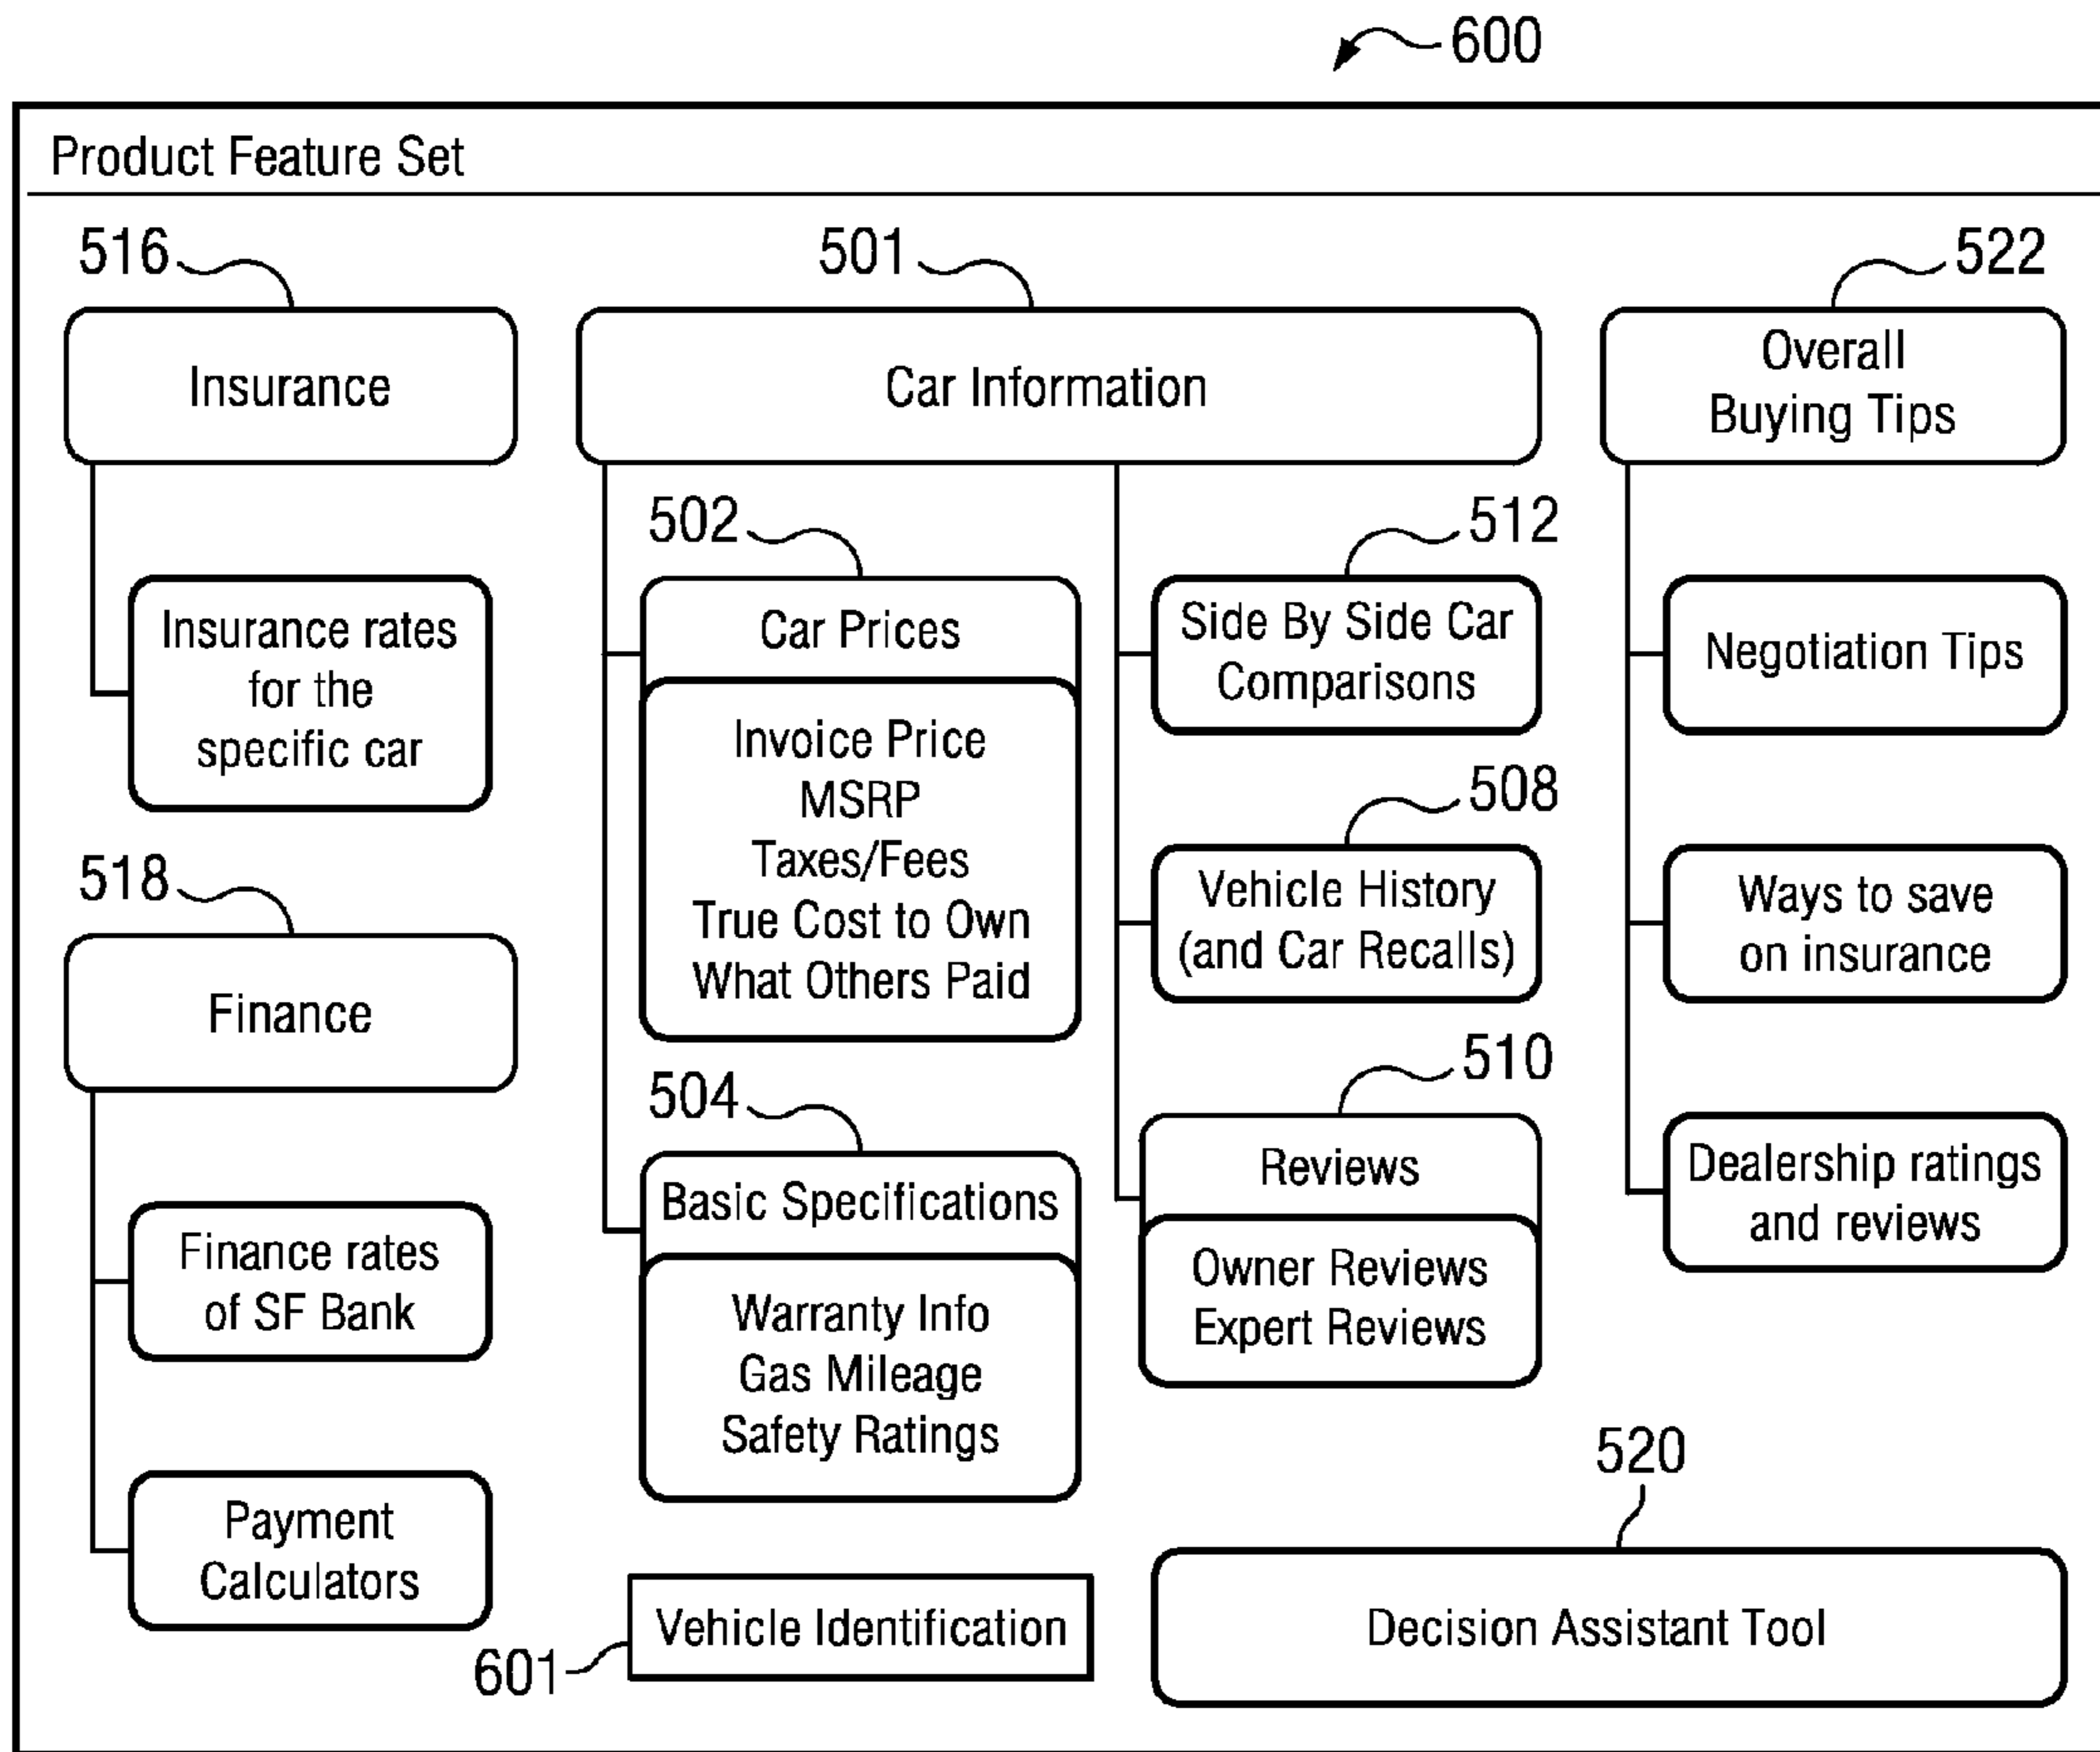 600
Product Feature Set
516
Insurance
Insurance rates
for the
specific car
518
Finance
Finance rates
of SF Bank
Payment
Calculators
501
Car Information
502
Car Prices
Invoice Price
MSRP
Taxes/Fees
True Cost to Own
What Others Paid
504
Basic Specifications
Warranty Info
Gas Mileage
Safety Ratings
512
Side By Side Car
Comparisons
508
Vehicle History
(and Car Recalls)
510
Reviews
Owner Reviews
Expert Reviews
522
Overall
Buying Tips
Negotiation Tips
Ways to save
on insurance
Dealership ratings
and reviews
601
Vehicle Identification
520
Decision Assistant Tool